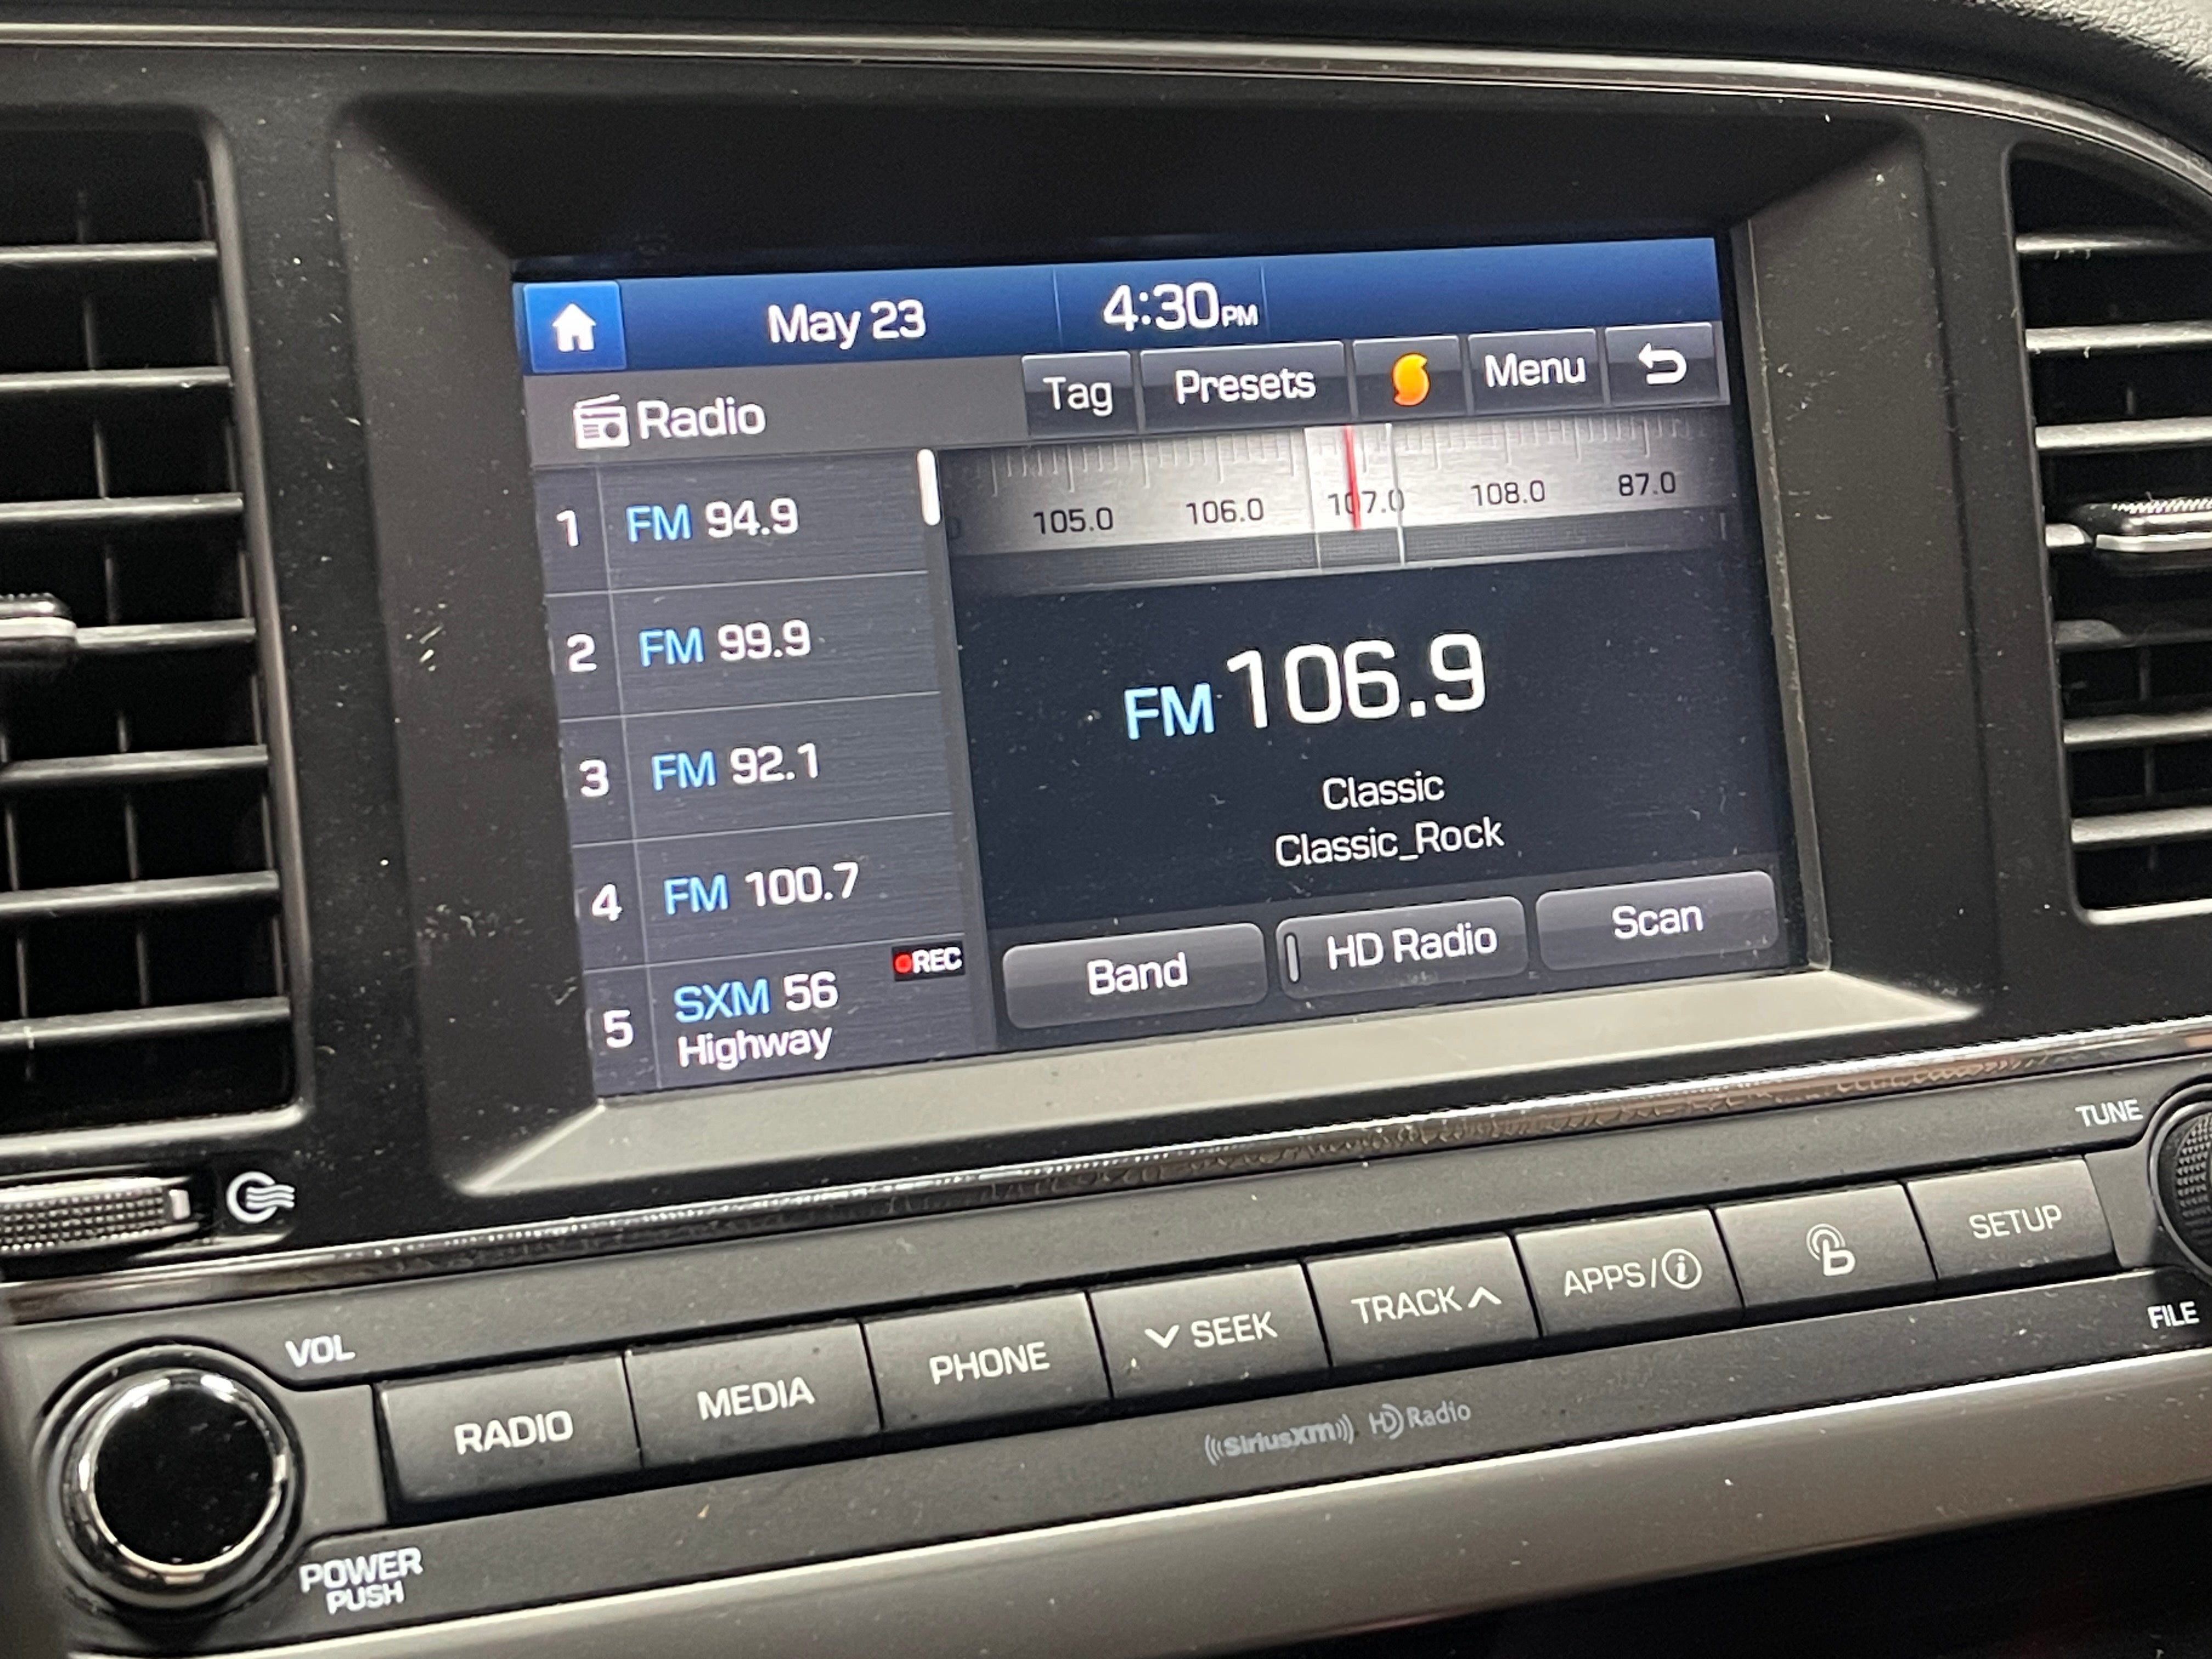 May 23
4:30PM
Radio
Tag
Presets
Menu
1 FM 94.9
2 FM 99.9
3 FM 92.1
4 FM 100.7
REC
5 SXM 56
Highway
105.0 106.0 107.0 108.0 87.0
FM 106.9
Classic
Classic_Rock
Band
HD Radio
Scan
TUNE
VOL
RADIO
MEDIA
PHONE
SEEK
TRACK
APPS/i
SETUP
FILE
((SiriusXM)) HD Radio
POWER
PUSH